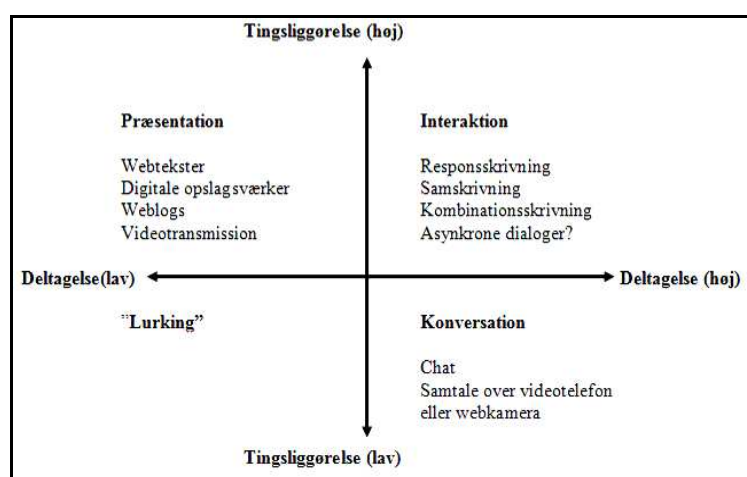 Tingsliggørelse (høj)
Præsentation
Webtekster
Digitale opslagsværker
Weblogs
Videotransmission
Interaktion
Responsskrivning
Samskrivning
Kombinationsskrivning
Asynkrone dialoger?
Deltagelse(lav)
Deltagelse (høj)
"Lurking”
Konversation
Chat
Samtale over videotelefon
eller webkamera
Tingsliggørelse (lav)